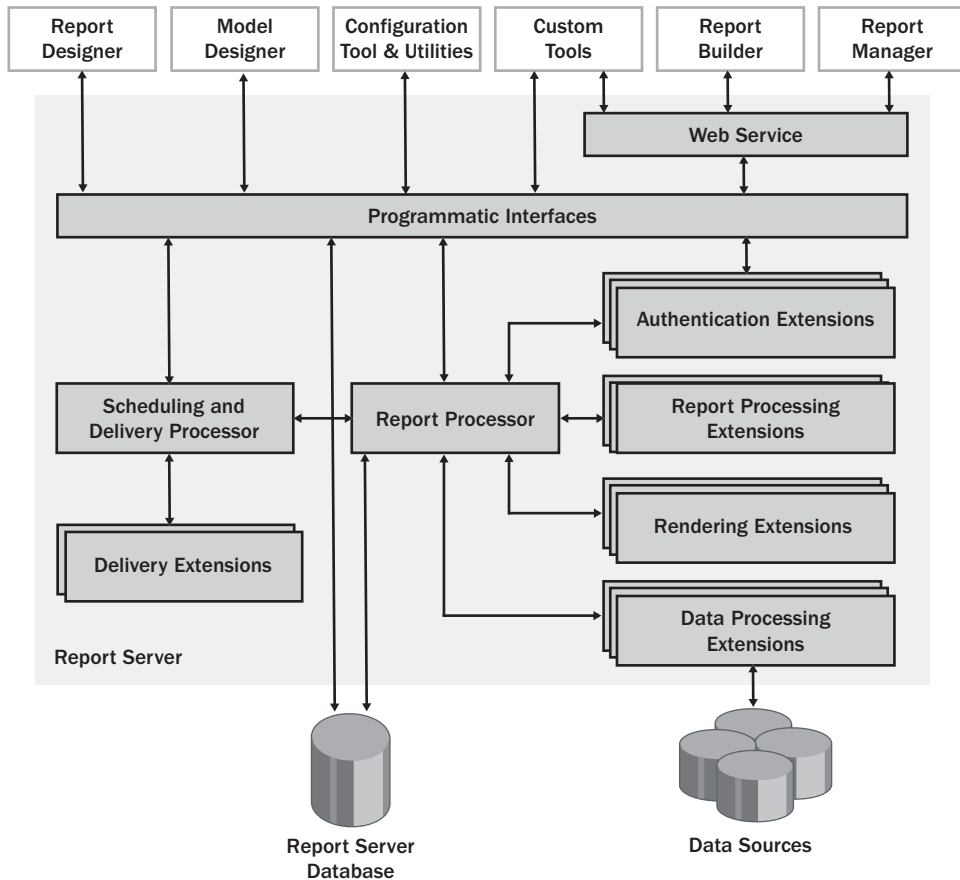 Report
Designer
Model
Designer
Configuration
Tool & Utilities
Custom
Tools
Report
Builder
Report
Manager
Web Service
Programmatic Interfaces
Authentication Extensions
Scheduling and
Delivery Processor
Report Processor
Report Processing
Extensions
Rendering Extensions
Delivery Extensions
Data Processing
Extensions
Report Server
Report Server
Database
Data Sources